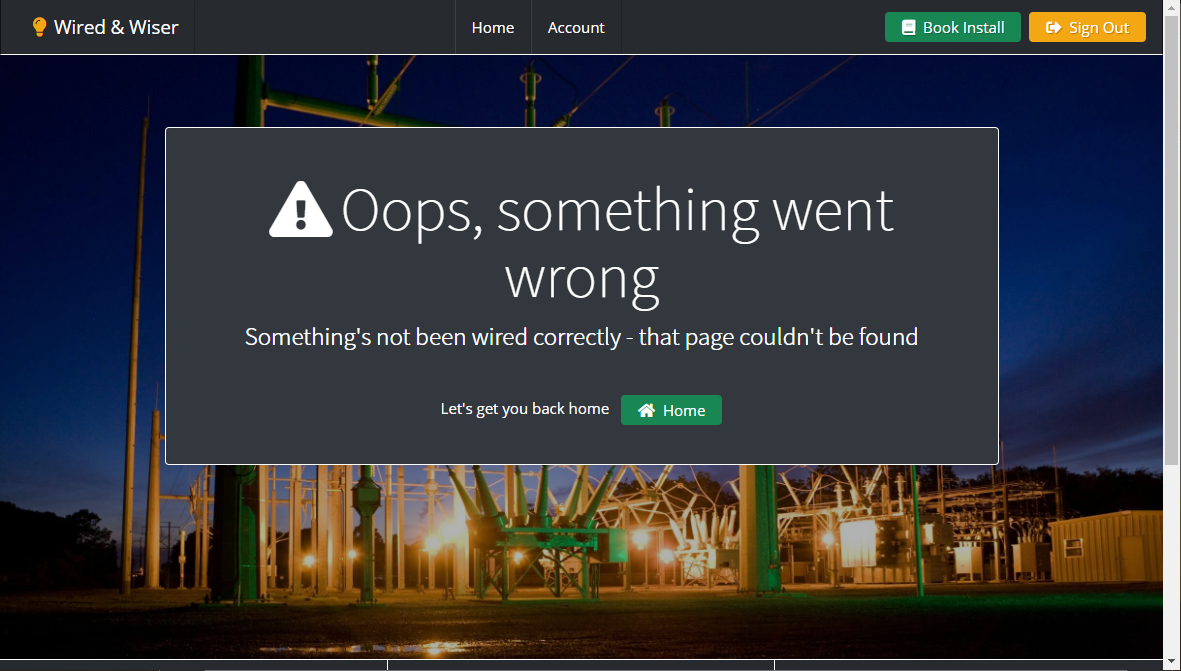 Wired & Wiser
Home
Account
Book Install
Sign Out
Oops, something went
wrong
Something's not been wired correctly - that page couldn't be found
Let's get you back home
Home